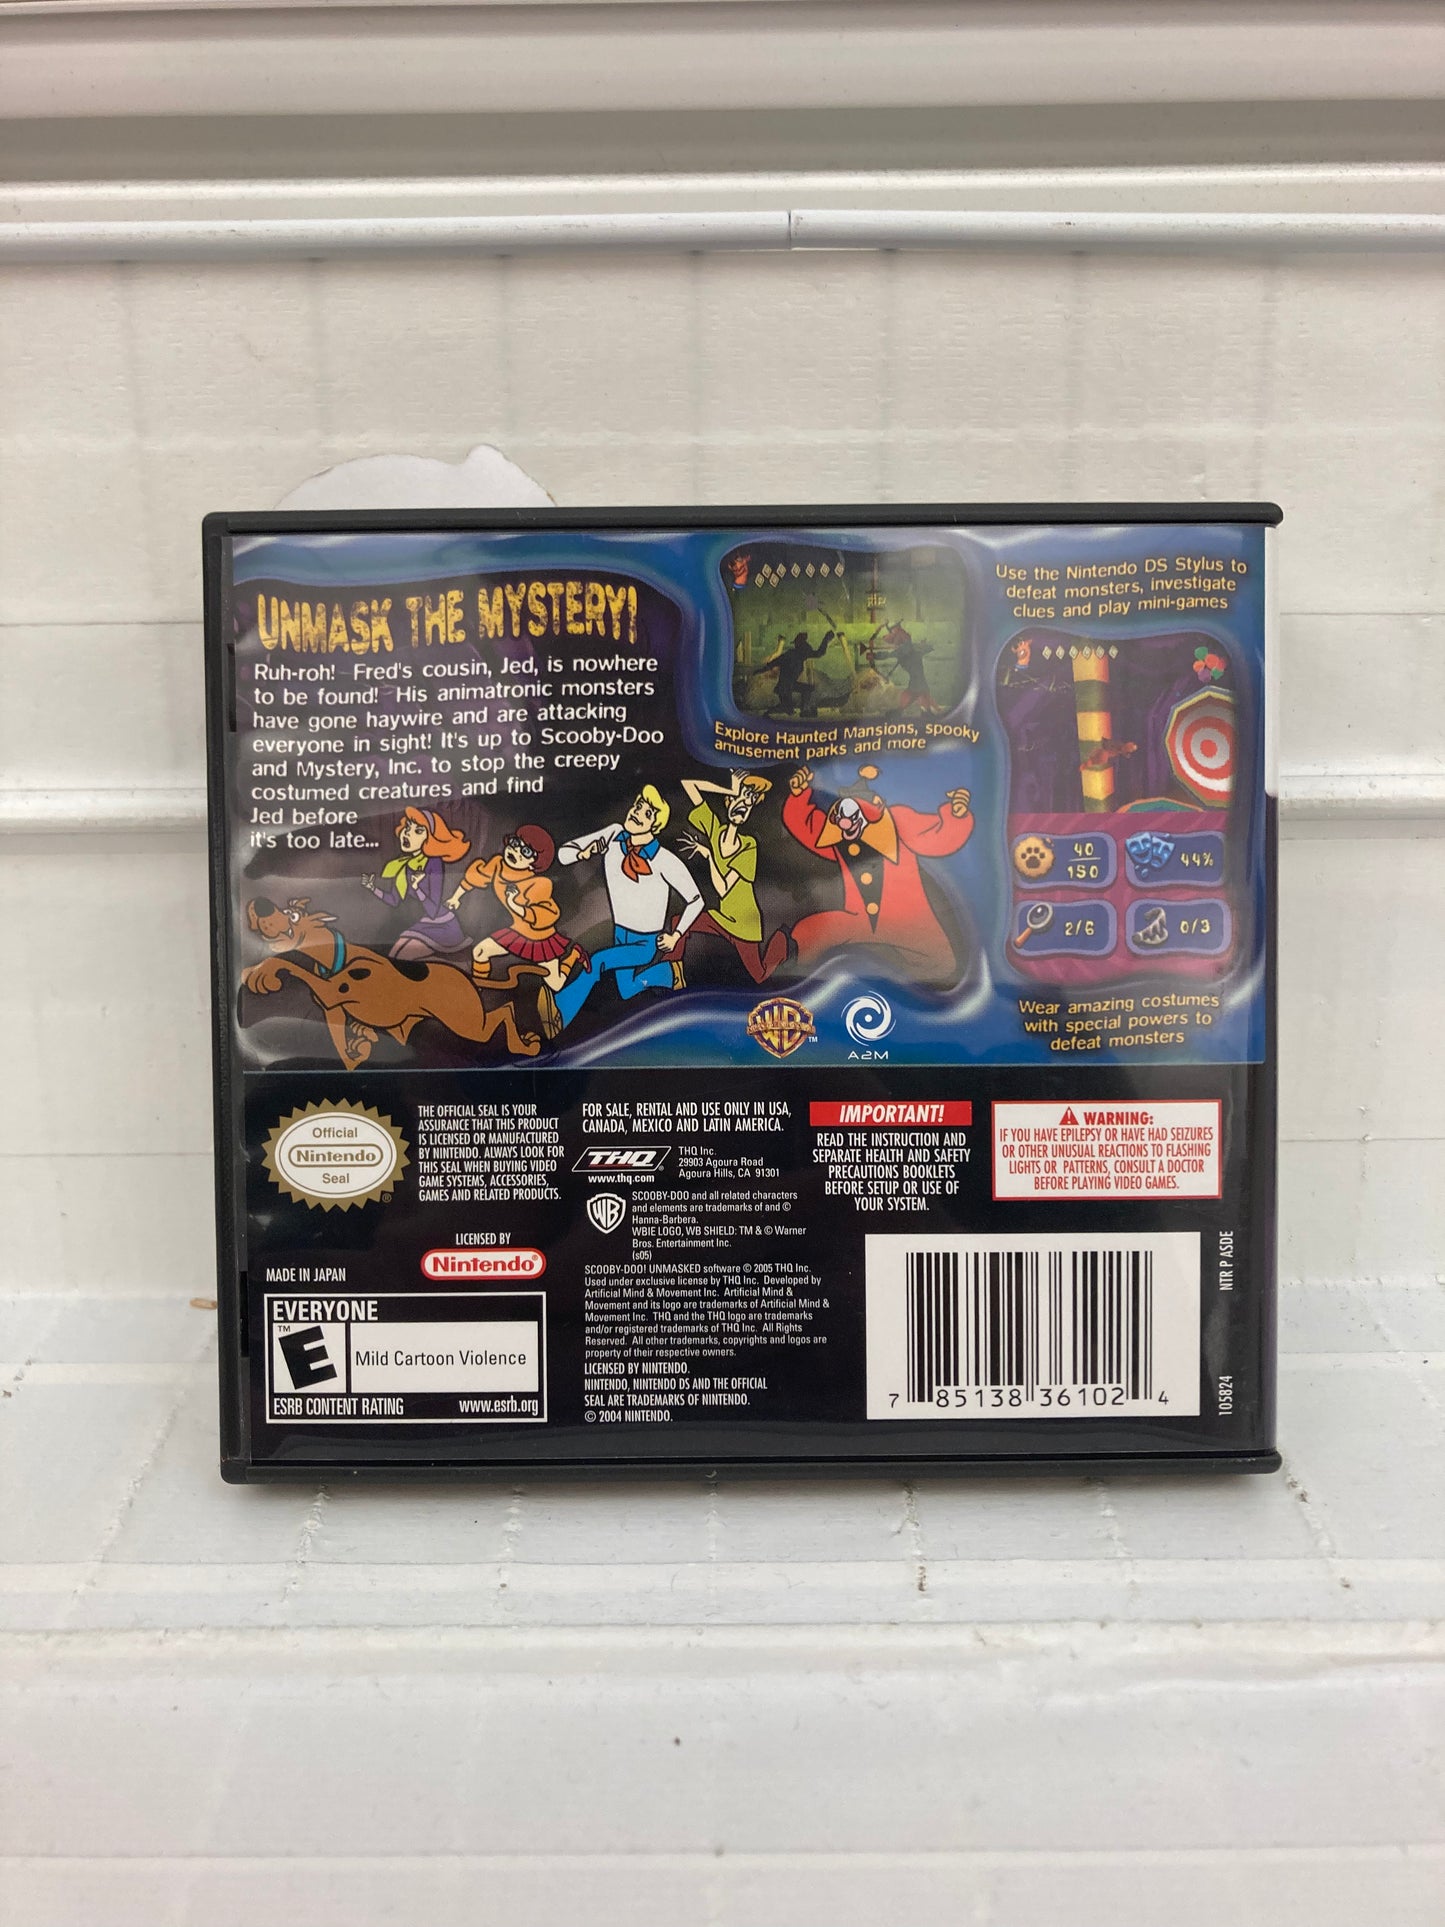 UNMASK THE MYSTERY!
Ruh-roh! Fred's cousin, Jed, is nowhere
to be found! His animatronic monsters
have gone haywire and are attacking
everyone in sight! It's up to Scooby-Doo
and Mystery, Inc. to stop the creepy
costumed creatures and find
Jed before
it's too late...
Explore Haunted Mansions, spooky
amusement parks and more
Use the Nintendo DS Stylus to
defeat monsters, investigate
clues and play mini-games
40
150
44%
2/6
0/3
Wear amazing costumes
with special powers to
defeat monsters
WB
TM
A2M
Official
Nintendo
Seal
®
THE OFFICIAL SEAL IS YOUR
ASSURANCE THAT THIS PRODUCT
IS LICENSED OR MANUFACTURED
BY NINTENDO. ALWAYS LOOK FOR
THIS SEAL WHEN BUYING VIDEO
GAME SYSTEMS, ACCESSORIES,
GAMES AND RELATED PRODUCTS.
LICENSED BY
Nintendo®
MADE IN JAPAN
EVERYONE
TM
E
Mild Cartoon Violence
ESRB CONTENT RATING www.esrb.org
FOR SALE, RENTAL AND USE ONLY IN USA,
CANADA, MEXICO AND LATIN AMERICA.
THQ®
www.thq.com
THQ Inc.
29903 Agoura Road
Agoura Hills, CA 91301
WB
SCOOBY-DOO and all related characters
and elements are trademarks of and ©
Hanna-Barbera.
WBIE LOGO, WB SHIELD: TM & © Warner
Bros. Entertainment Inc.
(s05)
SCOOBY-DOO! UNMASKED software © 2005 THQ Inc.
Used under exclusive license by THQ Inc. Developed by
Artificial Mind & Movement Inc. Artificial Mind &
Movement and its logo are trademarks of Artificial Mind &
Movement Inc. THQ and the THQ logo are trademarks
and/or registered trademarks of THQ Inc. All Rights
Reserved. All other trademarks, copyrights and logos are
property of their respective owners.
LICENSED BY NINTENDO.
NINTENDO, NINTENDO DS AND THE OFFICIAL
SEAL ARE TRADEMARKS OF NINTENDO.
© 2004 NINTENDO.
IMPORTANT!
READ THE INSTRUCTION AND
SEPARATE HEALTH AND SAFETY
PRECAUTIONS BOOKLETS
BEFORE SETUP OR USE OF
YOUR SYSTEM.
WARNING:
IF YOU HAVE EPILEPSY OR HAVE HAD SEIZURES
OR OTHER UNUSUAL REACTIONS TO FLASHING
LIGHTS OR PATTERNS, CONSULT A DOCTOR
BEFORE PLAYING VIDEO GAMES.
7 85138 36102 4
NTR P ASDE
105824